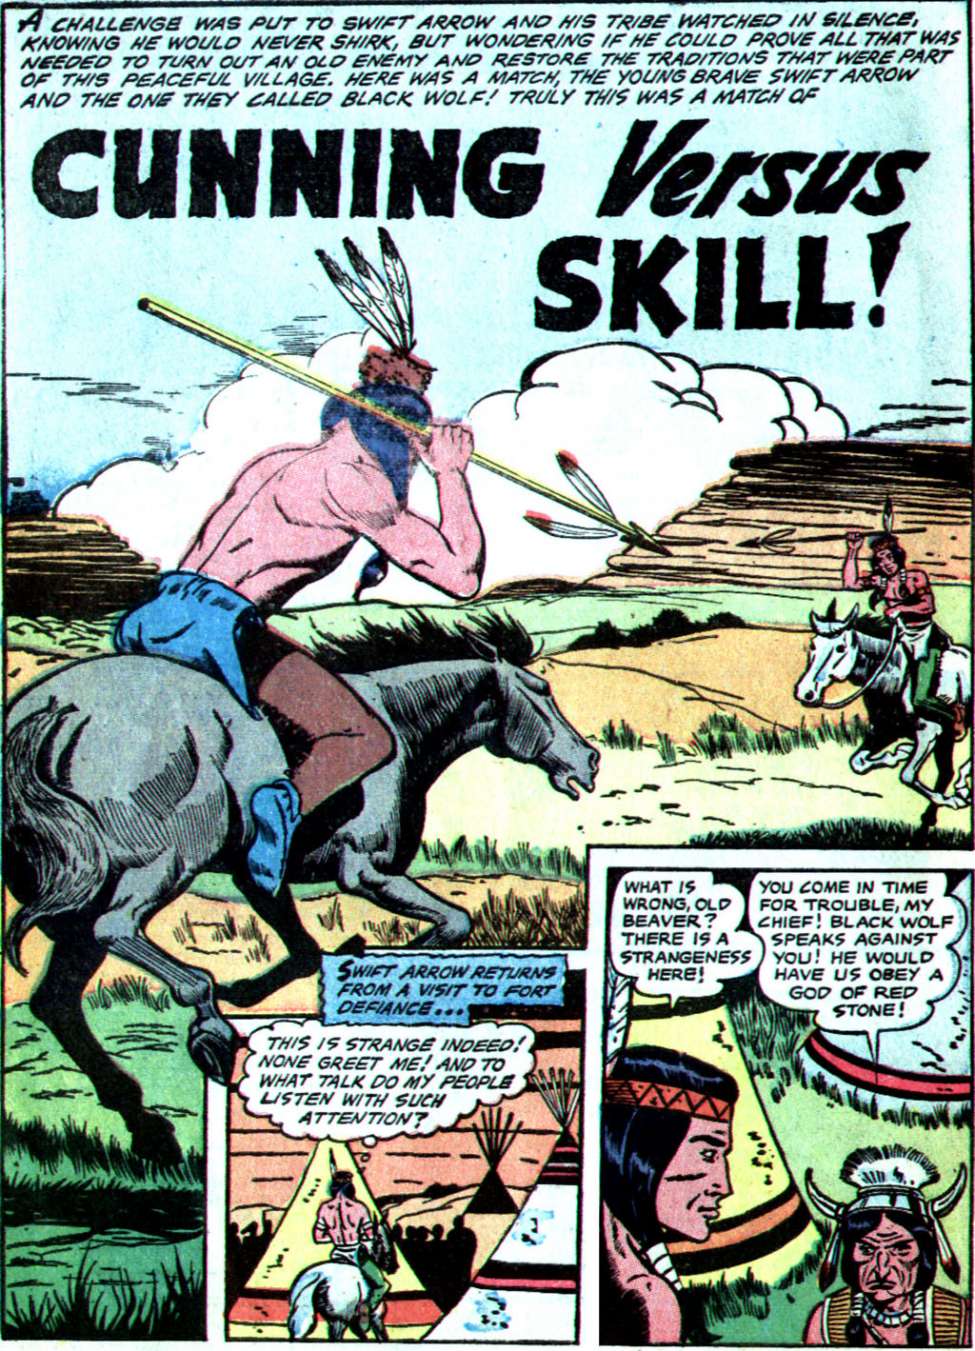 A CHALLENGE WAS PUT TO SWIFT ARROW AND HIS TRIBE WATCHED IN SILENCE,
KNOWING HE WOULD NEVER SHIRK, BUT WONDERING IF HE COULD PROVE ALL THAT WAS
NEEDED TO TURN OUT AN OLD ENEMY AND RESTORE THE TRADITIONS THAT WERE PART
OF THIS PEACEFUL VILLAGE. HERE WAS A MATCH, THE YOUNG BRAVE SWIFT ARROW
AND THE ONE THEY CALLED BLACK WOLF! TRULY THIS WAS A MATCH OF
CUNNING Versus
SKILL!
SWIFT ARROW RETURNS
FROM A VISIT TO FORT
DEFIANCE...
THIS IS STRANGE INDEED!
NONE GREET ME! AND TO
WHAT TALK DO MY PEOPLE
LISTEN WITH SUCH
ATTENTION?
WHAT IS
WRONG, OLD
BEAVER?
THERE IS A
STRANGENESS
HERE!
YOU COME IN TIME
FOR TROUBLE, MY
CHIEF! BLACK WOLF
SPEAKS AGAINST
YOU! HE WOULD
HAVE US OBEY A
GOD OF RED
STONE!